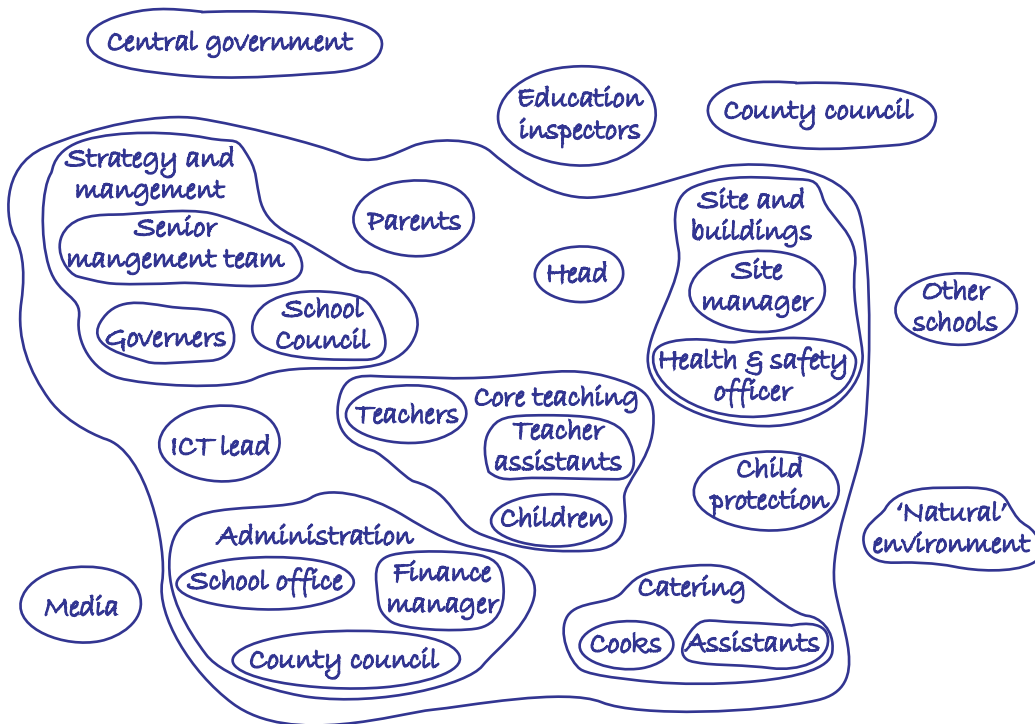 Central government
Education
inspectors
County council
Strategy and
mangement
Senior
mangement team
Governers
School
Council
Parents
Head
Site and
buildings
Site
manager
Health & safety
officer
Other
schools
Core teaching
Teachers
Teacher
assistants
Children
ICT lead
Child
protection
'Natural'
environment
Administration
School office
Finance
manager
County council
Media
Catering
Cooks
Assistants